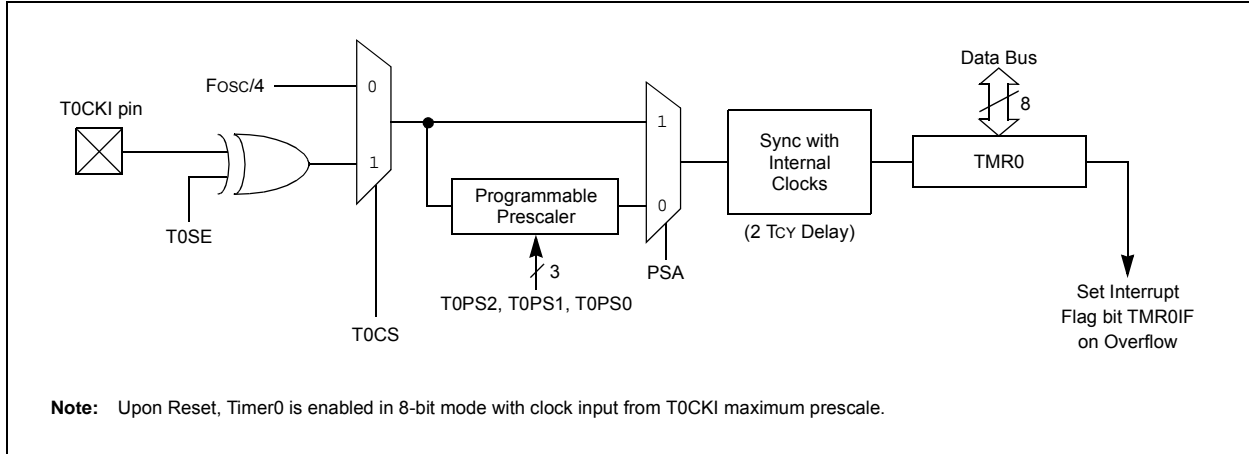 Data Bus
8
FOSC/4
0
T0CKI pin
1
1
Sync with
Internal
Clocks
TMR0
Programmable
Prescaler
0
T0SE
(2 TCY Delay)
3
PSA
T0PS2, T0PS1, T0PS0
T0CS
Set Interrupt
Flag bit TMR0IF
on Overflow
Note: Upon Reset, Timer0 is enabled in 8-bit mode with clock input from T0CKI maximum prescale.